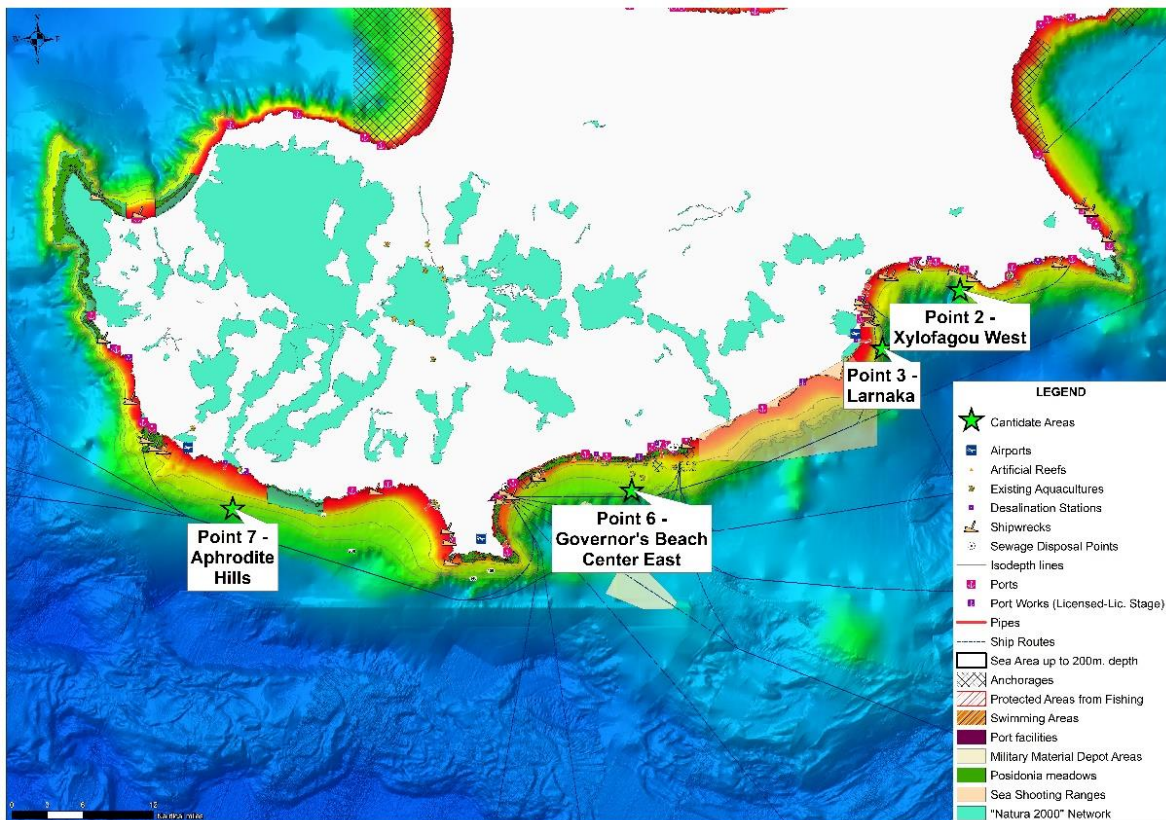 N
W
E
S
Point 2 -
Xylofagou West
Point 3 -
Larnaka
Point 6 -
Governor's Beach
Center East
Point 7 -
Aphrodite
Hills
LEGEND
Cantidate Areas
Airports
Artificial Reefs
Existing Aquacultures
Desalination Stations
Shipwrecks
Sewage Disposal Points
Isodepth lines
Ports
Port Works (Licensed-Lic. Stage)
Pipes
Ship Routes
Sea Area up to 200m. depth
Anchorages
Protected Areas from Fishing
Swimming Areas
Port facilities
Military Material Depot Areas
Posidonia meadows
Sea Shooting Ranges
"Natura 2000" Network
0 3 6 12